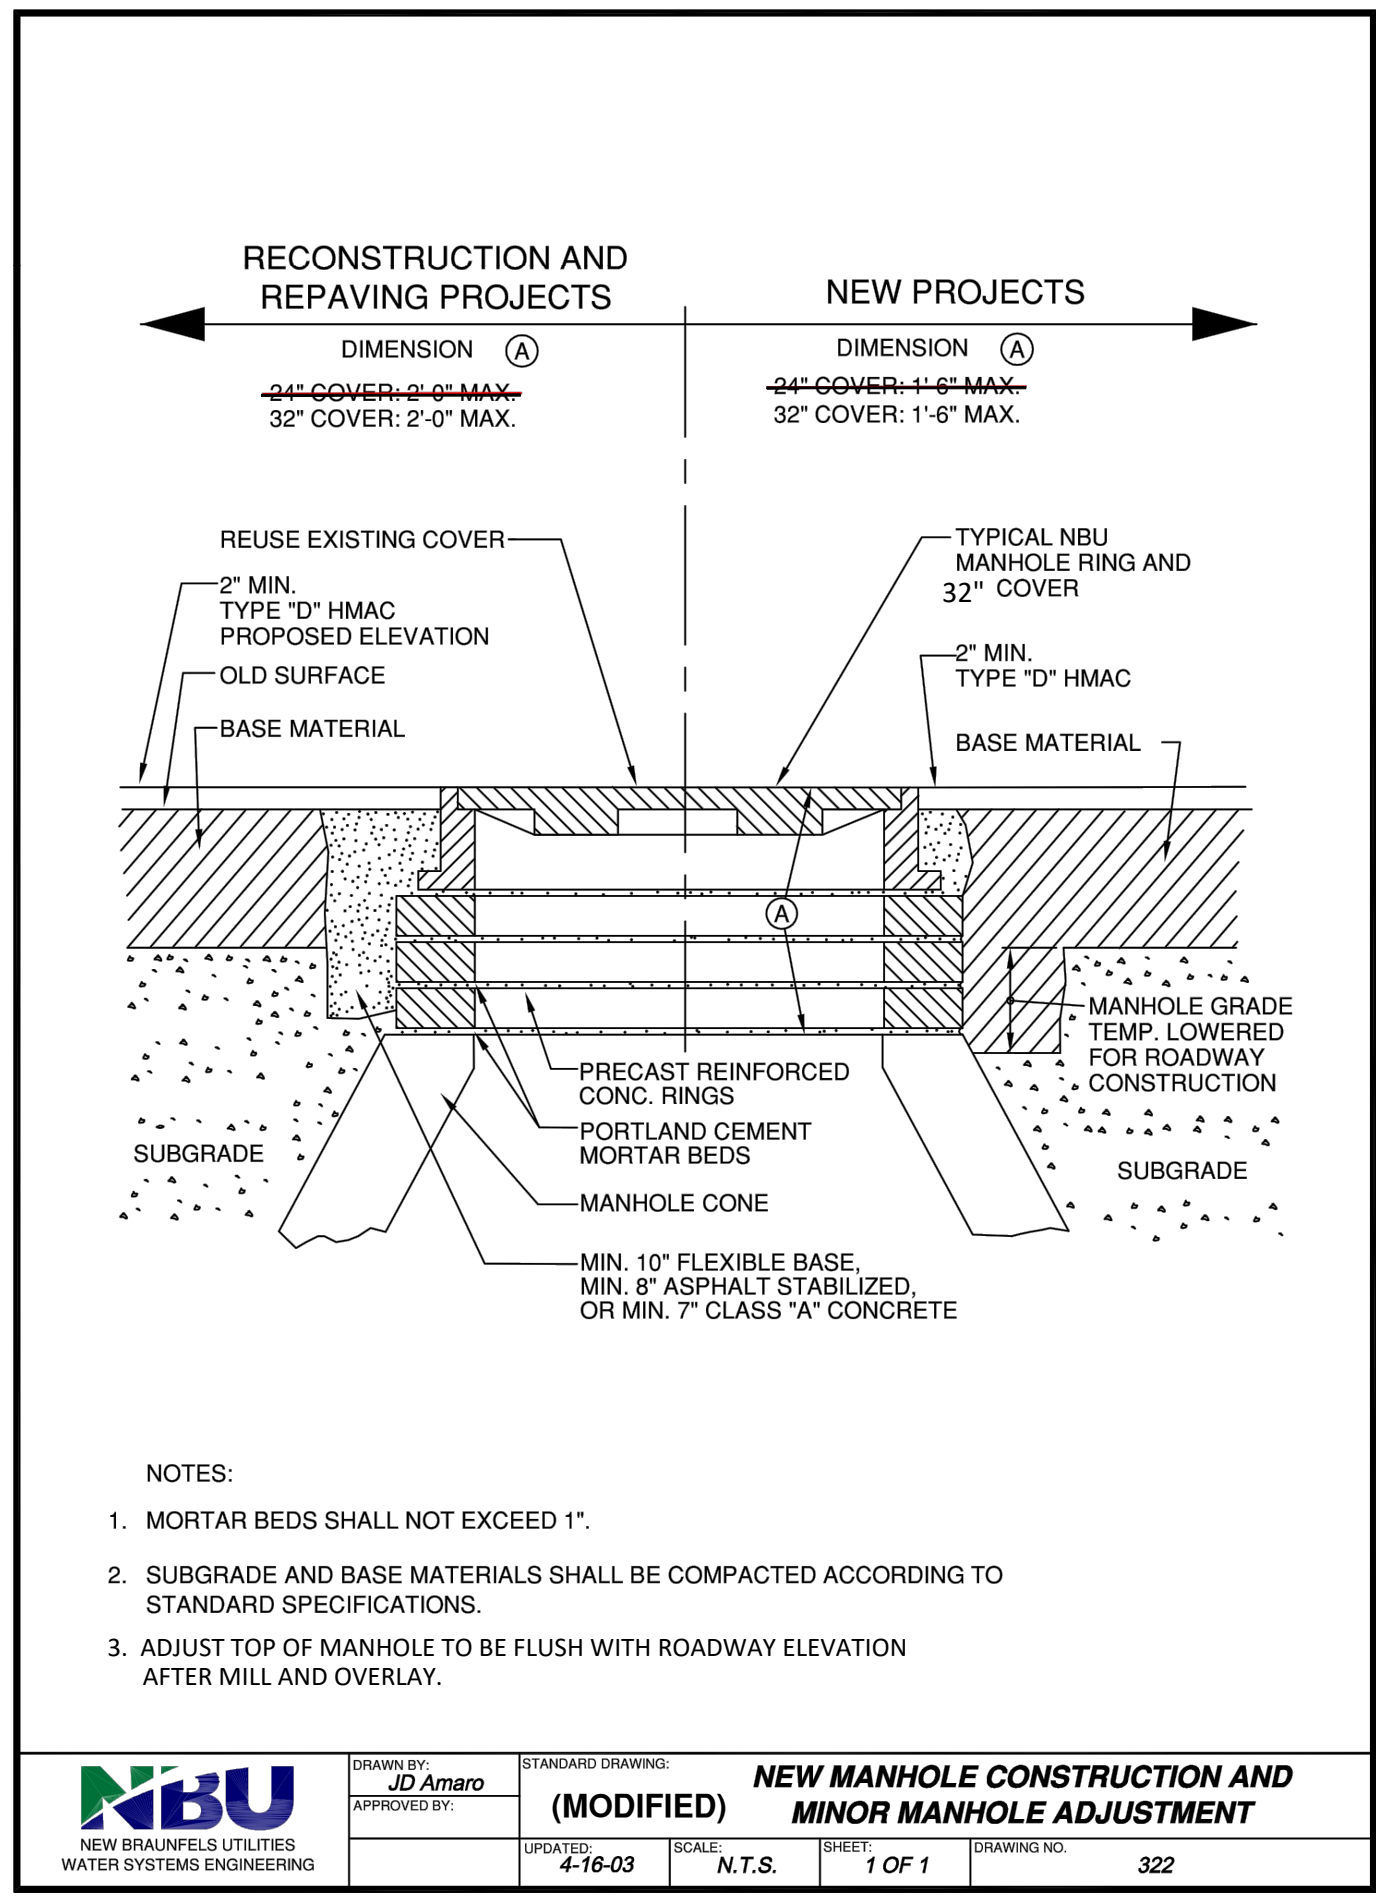 RECONSTRUCTION AND
REPAVING PROJECTS
NEW PROJECTS
DIMENSION A
24" COVER: 2'-0" MAX.
32" COVER: 2'-0" MAX.
DIMENSION A
24" COVER: 1'-6" MAX.
32" COVER: 1'-6" MAX.
REUSE EXISTING COVER
2" MIN.
TYPE "D" HMAC
PROPOSED ELEVATION
OLD SURFACE
BASE MATERIAL
TYPICAL NBU
MANHOLE RING AND
32" COVER
2" MIN.
TYPE "D" HMAC
BASE MATERIAL
A
MANHOLE GRADE
TEMP. LOWERED
FOR ROADWAY
CONSTRUCTION
PRECAST REINFORCED
CONC. RINGS
PORTLAND CEMENT
MORTAR BEDS
SUBGRADE
SUBGRADE
MANHOLE CONE
MIN. 10" FLEXIBLE BASE,
MIN. 8" ASPHALT STABILIZED,
OR MIN. 7" CLASS "A" CONCRETE
NOTES:
1. MORTAR BEDS SHALL NOT EXCEED 1".
2. SUBGRADE AND BASE MATERIALS SHALL BE COMPACTED ACCORDING TO
STANDARD SPECIFICATIONS.
3. ADJUST TOP OF MANHOLE TO BE FLUSH WITH ROADWAY ELEVATION
AFTER MILL AND OVERLAY.
NBU
NEW BRAUNFELS UTILITIES
WATER SYSTEMS ENGINEERING
DRAWN BY:
JD Amaro
APPROVED BY:
STANDARD DRAWING:
(MODIFIED)
NEW MANHOLE CONSTRUCTION AND
MINOR MANHOLE ADJUSTMENT
UPDATED:
4-16-03
SCALE:
N.T.S.
SHEET:
1 OF 1
DRAWING NO.
322